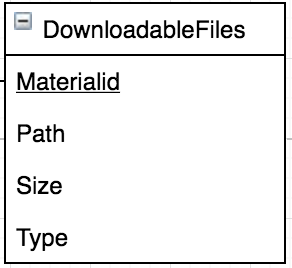 DownloadableFiles
Materialid
Path
Size
Type